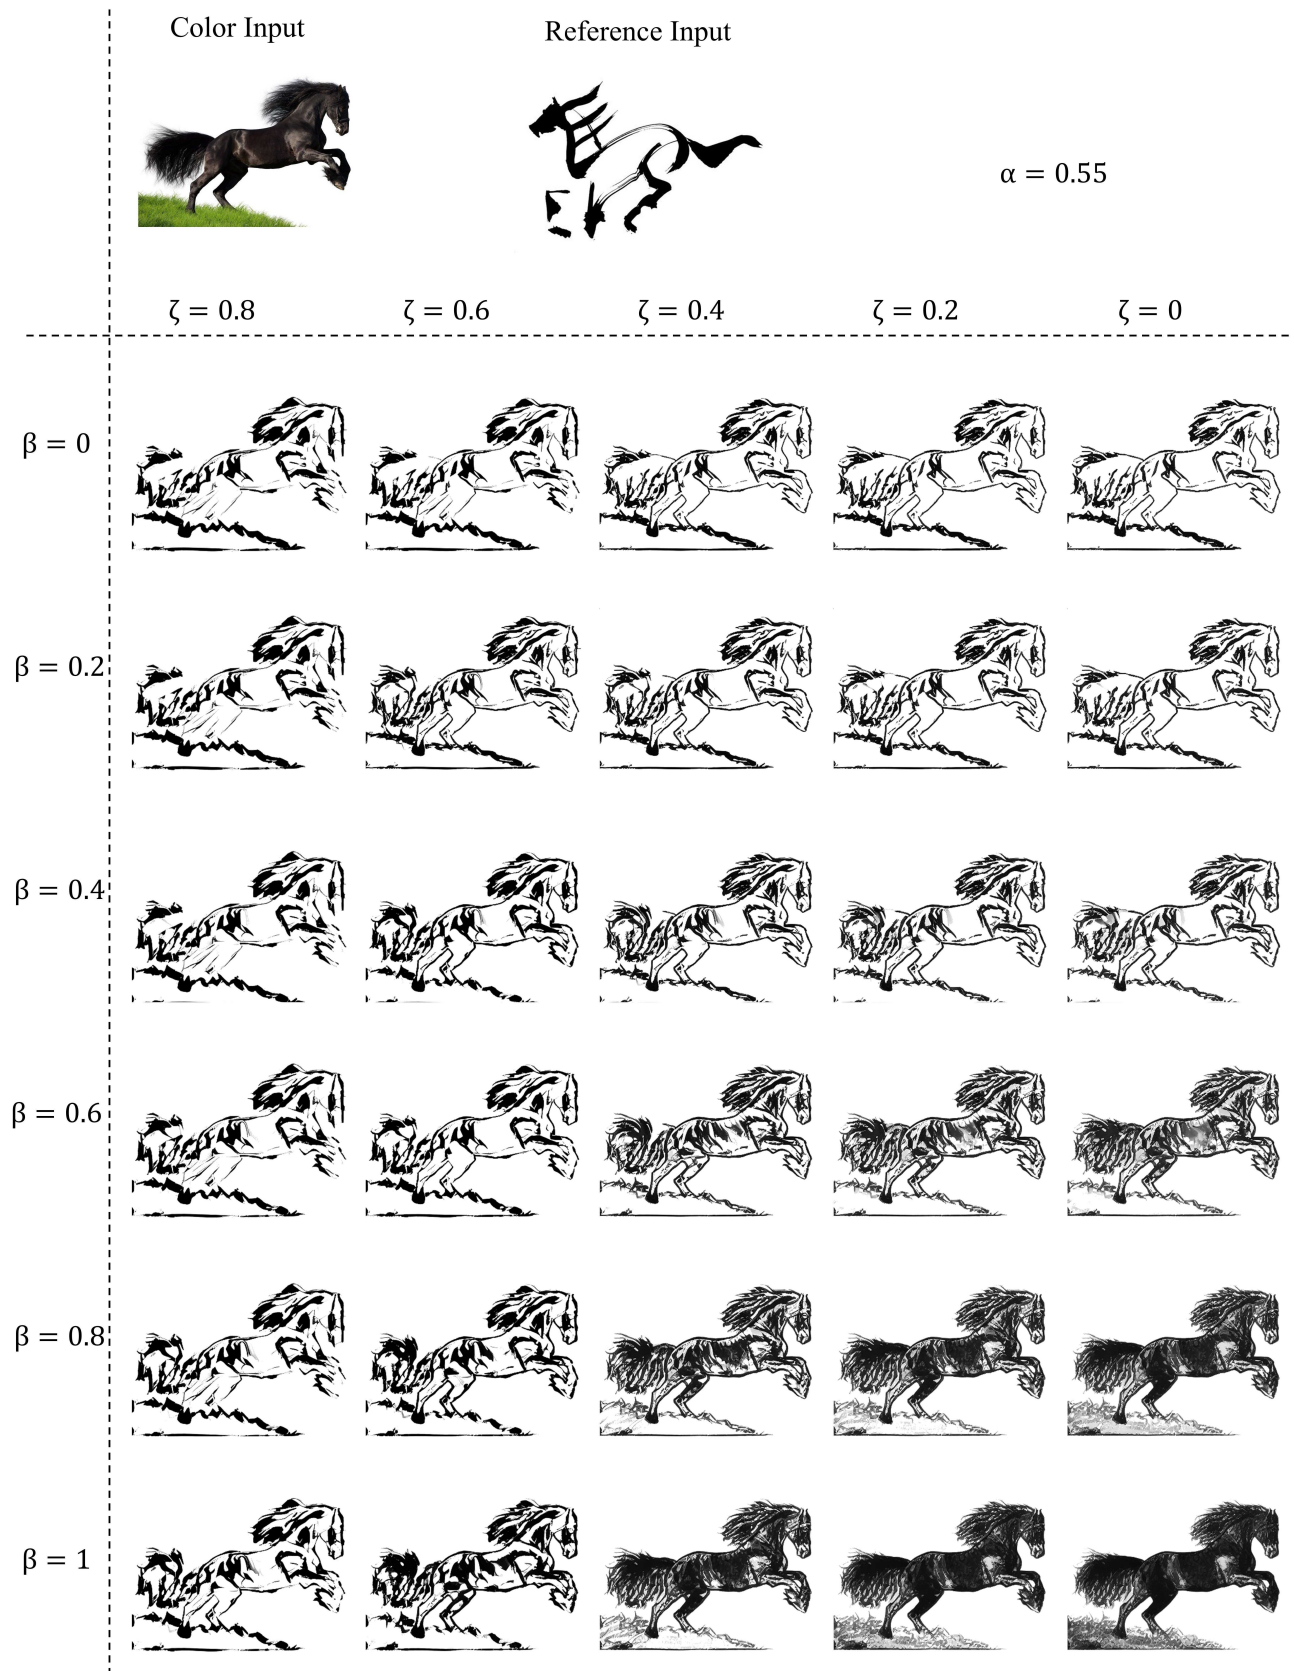 Color Input
Reference Input
α = 0.55
ζ = 0.8
ζ = 0.6
ζ = 0.4
ζ = 0.2
ζ = 0
β = 0
β = 0.2
β = 0.4
β = 0.6
β = 0.8
β = 1